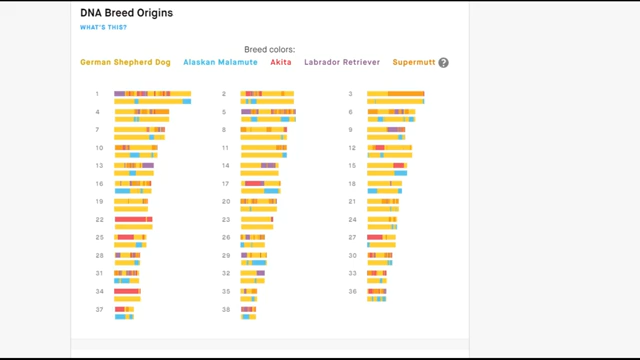 DNA Breed Origins
WHAT'S THIS?
Breed colors:
German Shepherd Dog Alaskan Malamute Akita Labrador Retriever Supermutt ?
1 2 3
4 5 6
7 8 9
10 11 12
13 14 15
16 17 18
19 20 21
22 23 24
25 26 27
28 29 30
31 32 33
34 35 36
37 38